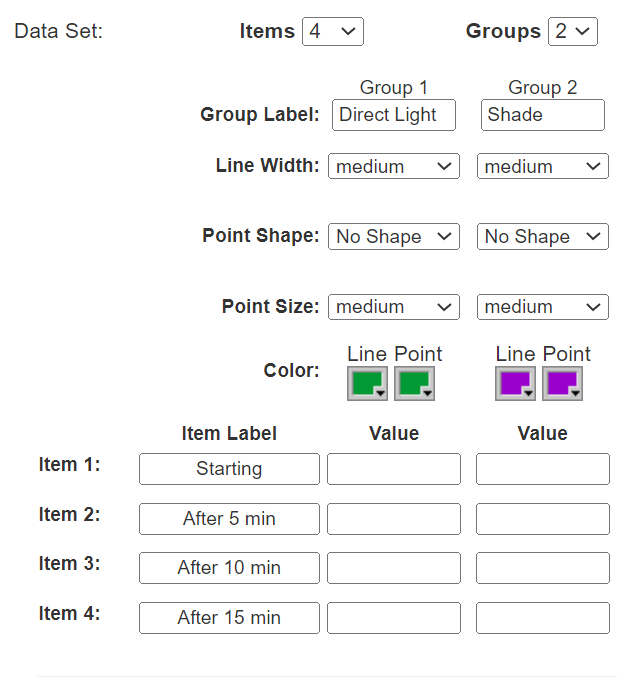 Data Set: Items 4 Groups 2
Group 1 Group 2
Group Label: Direct Light Shade
Line Width: medium medium
Point Shape: No Shape No Shape
Point Size: medium medium
Line Point Line Point
Color:
Item Label Value Value
Item 1: Starting
Item 2: After 5 min
Item 3: After 10 min
Item 4: After 15 min